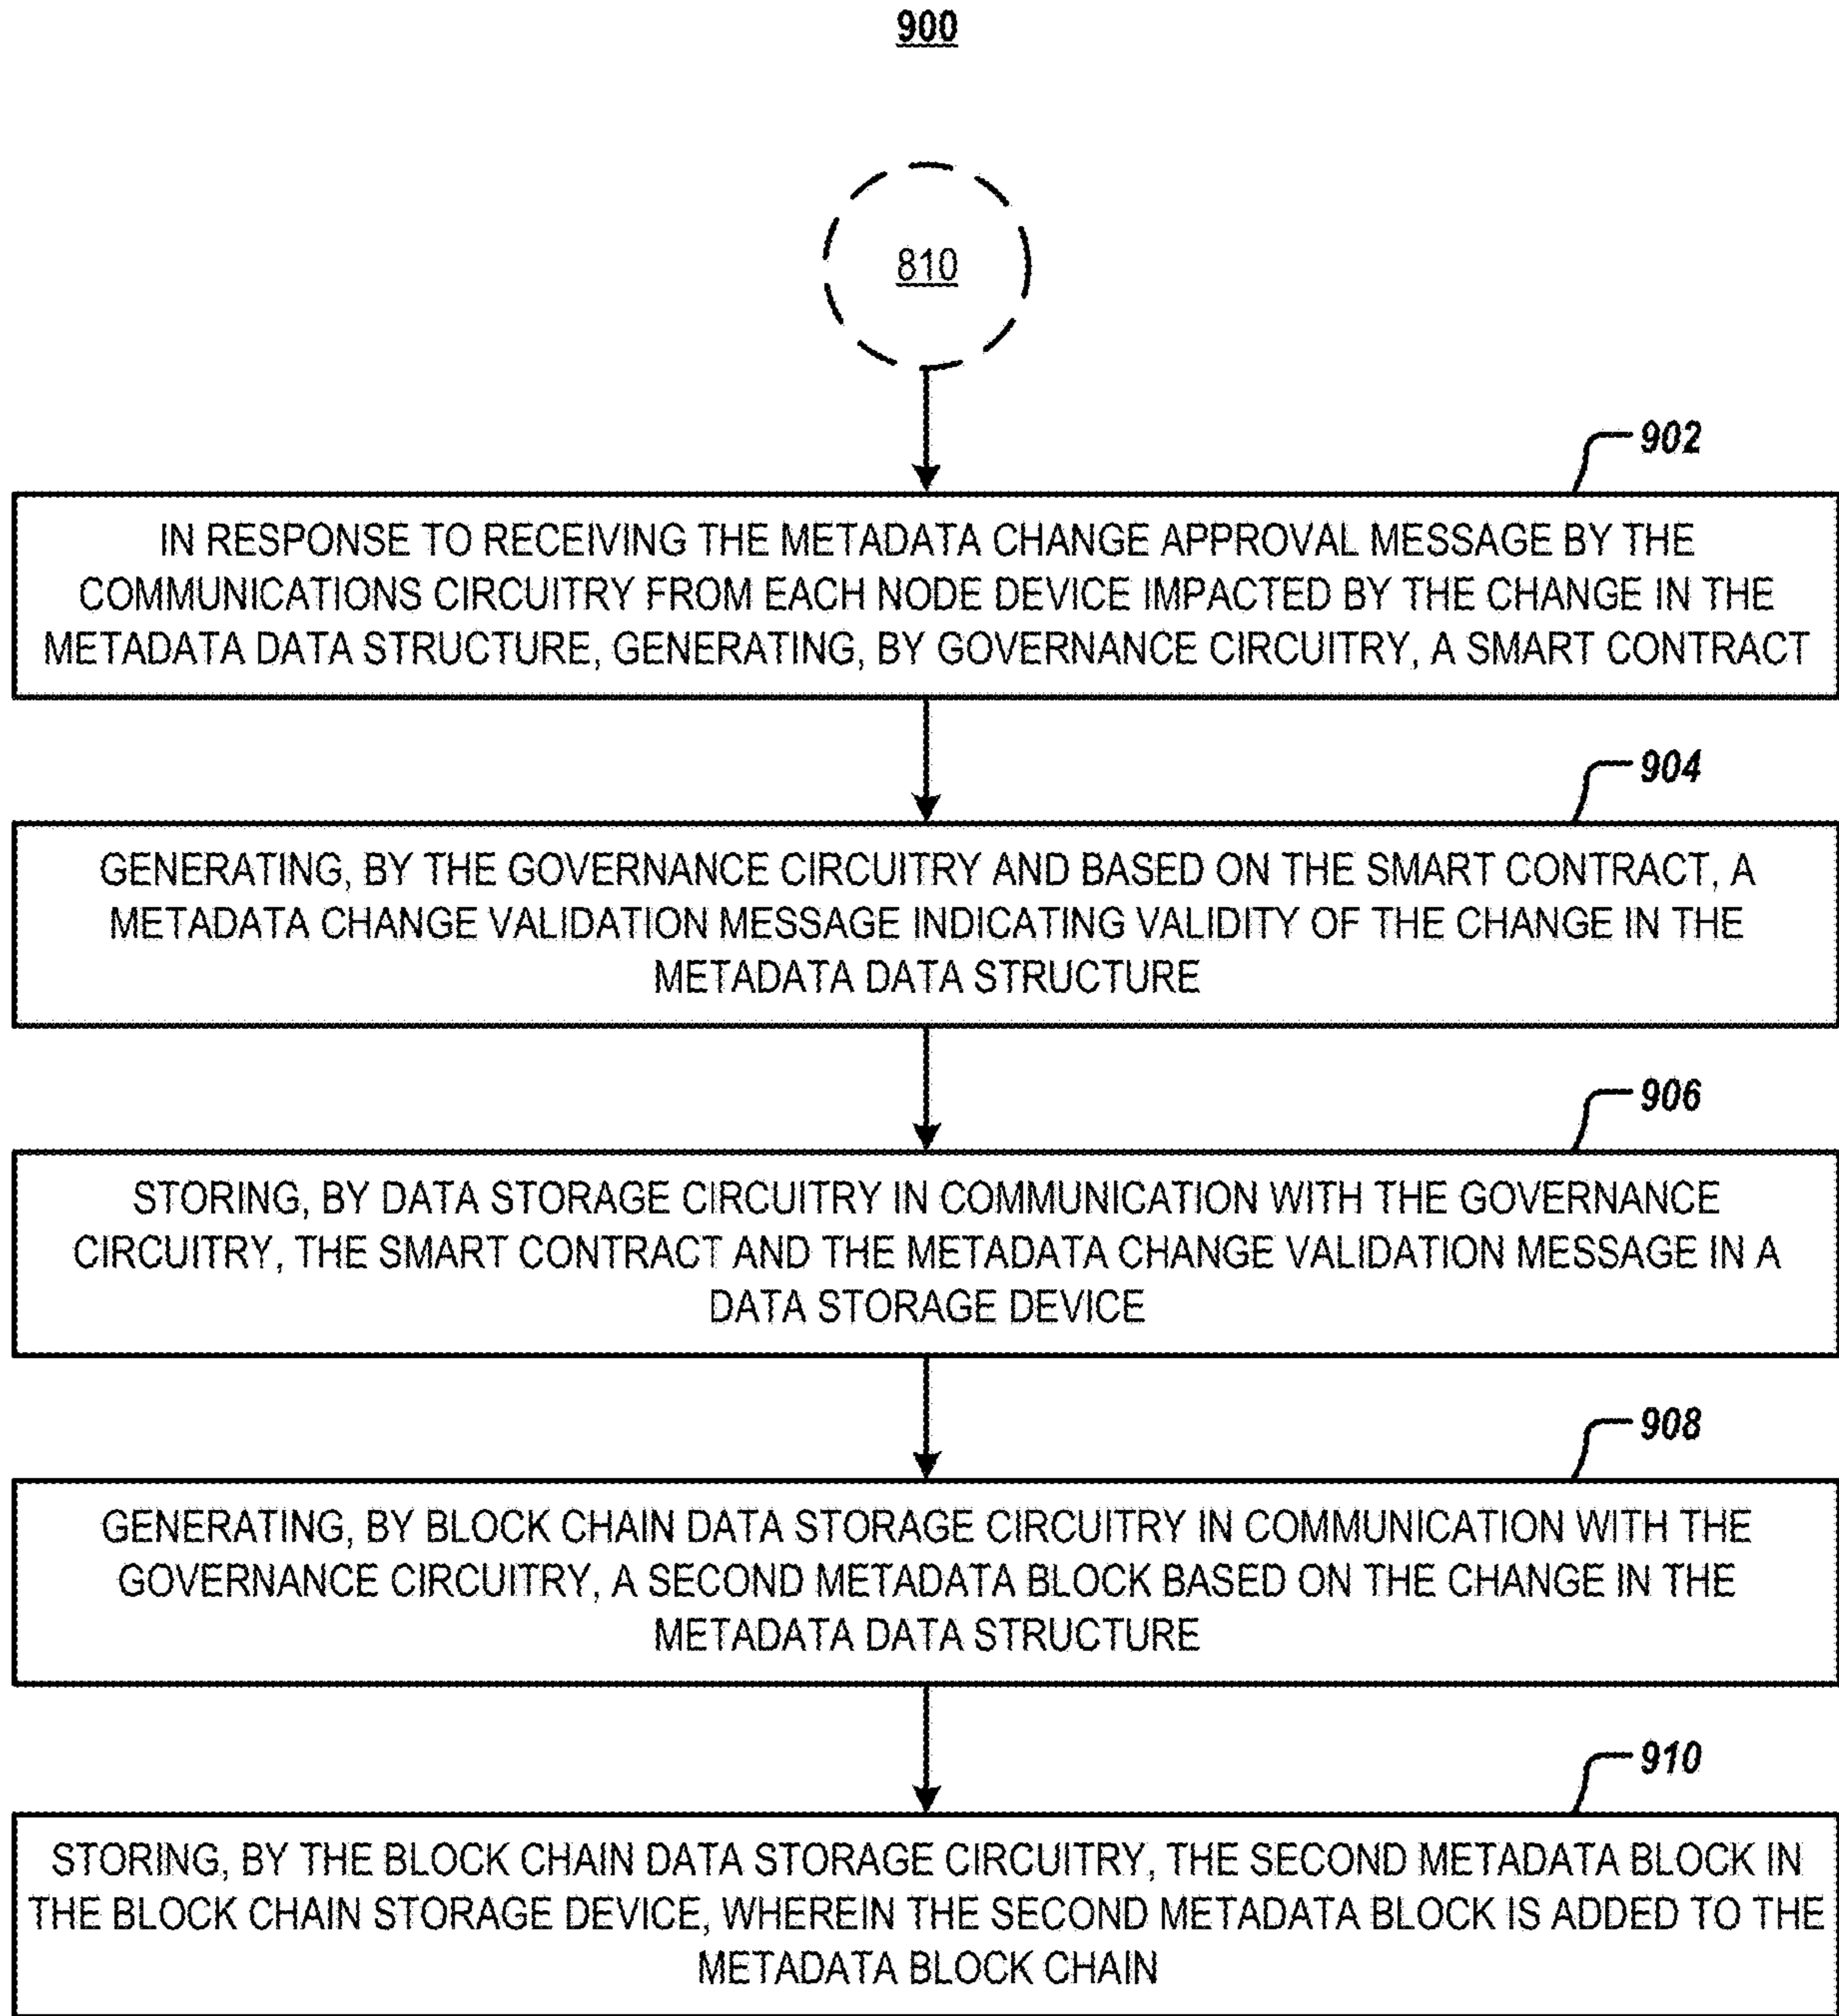 900
810
902
IN RESPONSE TO RECEIVING THE METADATA CHANGE APPROVAL MESSAGE BY THE
COMMUNICATIONS CIRCUITRY FROM EACH NODE DEVICE IMPACTED BY THE CHANGE IN THE
METADATA DATA STRUCTURE, GENERATING, BY GOVERNANCE CIRCUITRY, A SMART CONTRACT
904
GENERATING, BY THE GOVERNANCE CIRCUITRY AND BASED ON THE SMART CONTRACT, A
METADATA CHANGE VALIDATION MESSAGE INDICATING VALIDITY OF THE CHANGE IN THE
METADATA DATA STRUCTURE
906
STORING, BY DATA STORAGE CIRCUITRY IN COMMUNICATION WITH THE GOVERNANCE
CIRCUITRY, THE SMART CONTRACT AND THE METADATA CHANGE VALIDATION MESSAGE IN A
DATA STORAGE DEVICE
908
GENERATING, BY BLOCK CHAIN DATA STORAGE CIRCUITRY IN COMMUNICATION WITH THE
GOVERNANCE CIRCUITRY, A SECOND METADATA BLOCK BASED ON THE CHANGE IN THE
METADATA DATA STRUCTURE
910
STORING, BY THE BLOCK CHAIN DATA STORAGE CIRCUITRY, THE SECOND METADATA BLOCK IN
THE BLOCK CHAIN STORAGE DEVICE, WHEREIN THE SECOND METADATA BLOCK IS ADDED TO THE
METADATA BLOCK CHAIN